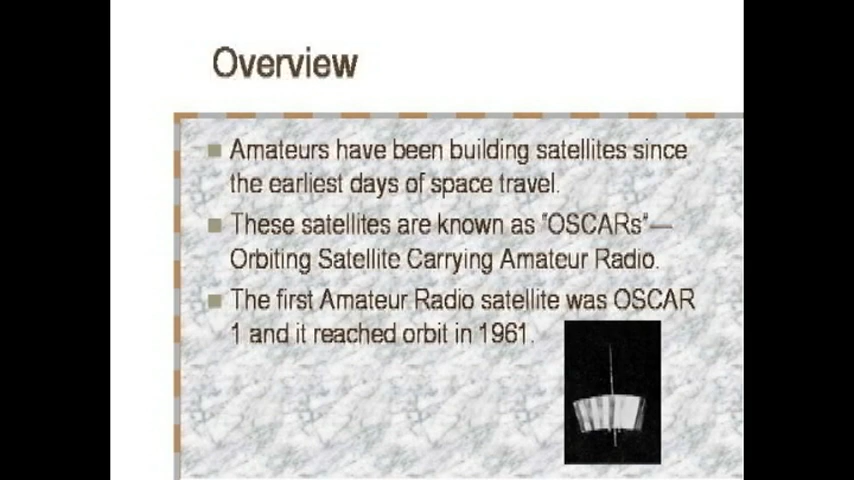 Overview
Amateurs have been building satellites since
the earliest days of space travel.
These satellites are known as "OSCARs"—
Orbiting Satellite Carrying Amateur Radio.
The first Amateur Radio satellite was OSCAR
1 and it reached orbit in 1961.